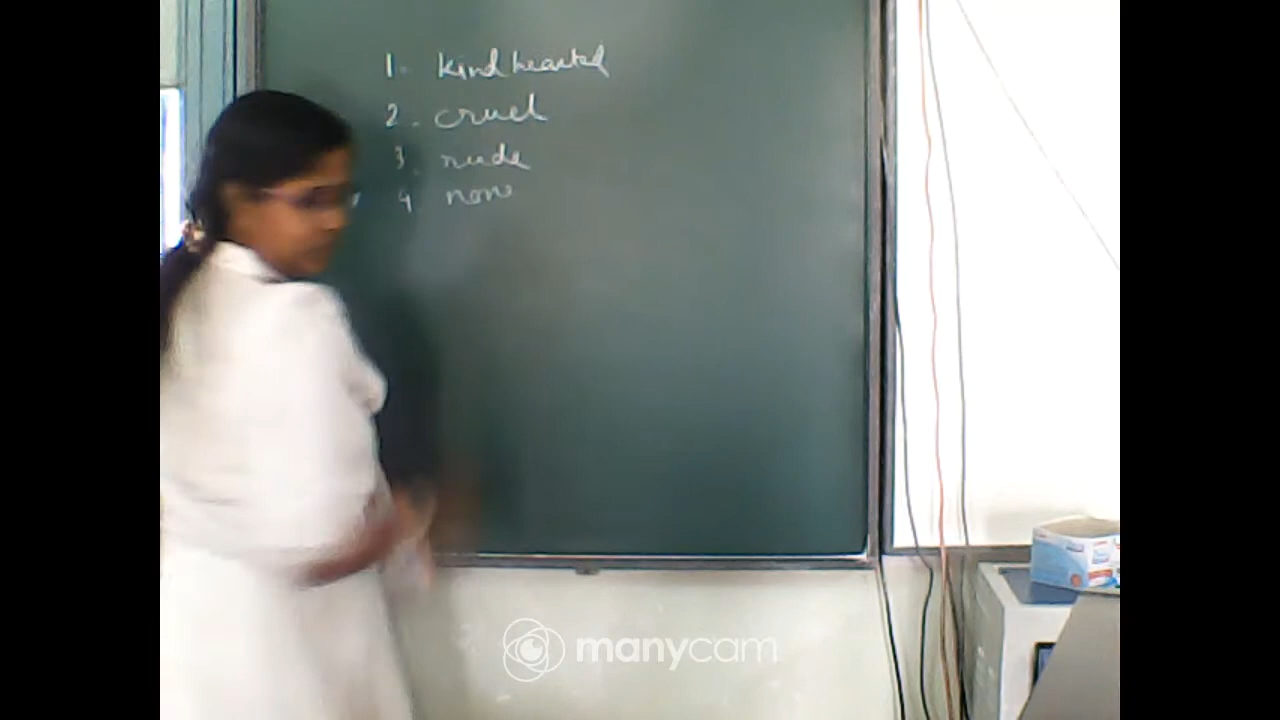 1. kind hearted
2. cruel
3. rude
4 none
manycam